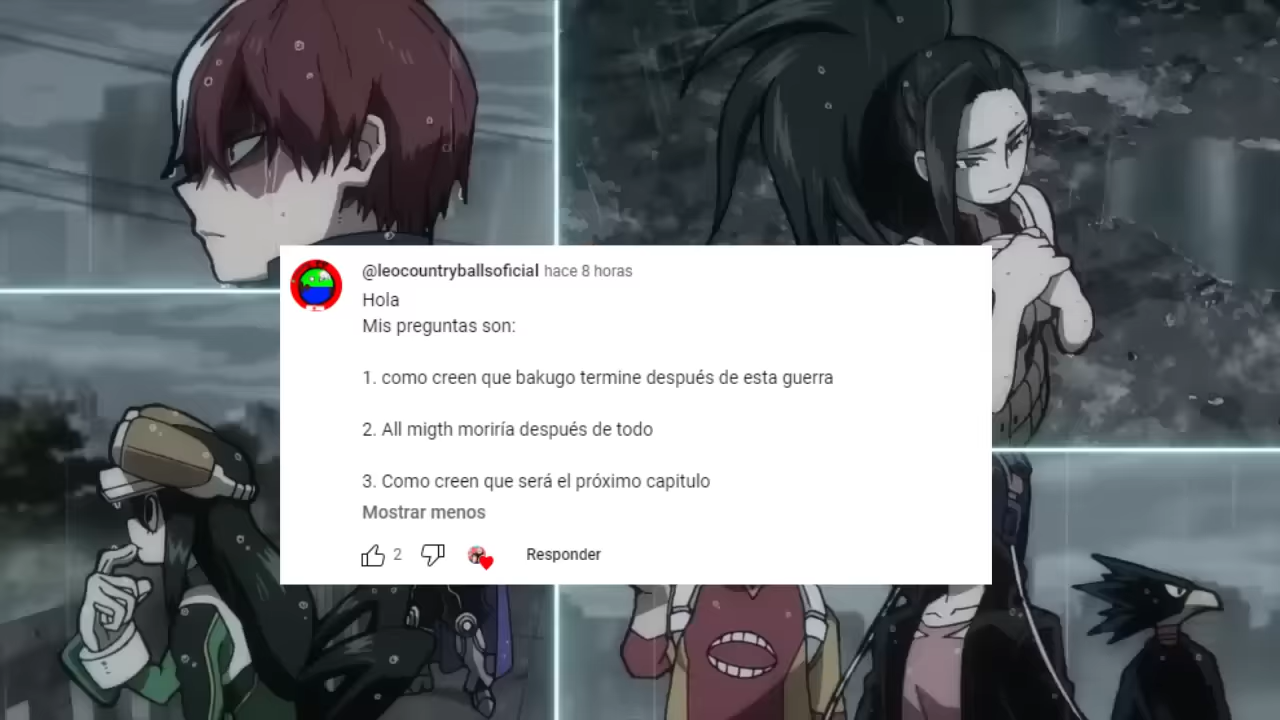 @leocountryballsoficial hace 8 horas
Hola
Mis preguntas son:
1. como creen que bakugo termine después de esta guerra
2. All migth moriría después de todo
3. Como creen que será el próximo capitulo
Mostrar menos
2 Responder